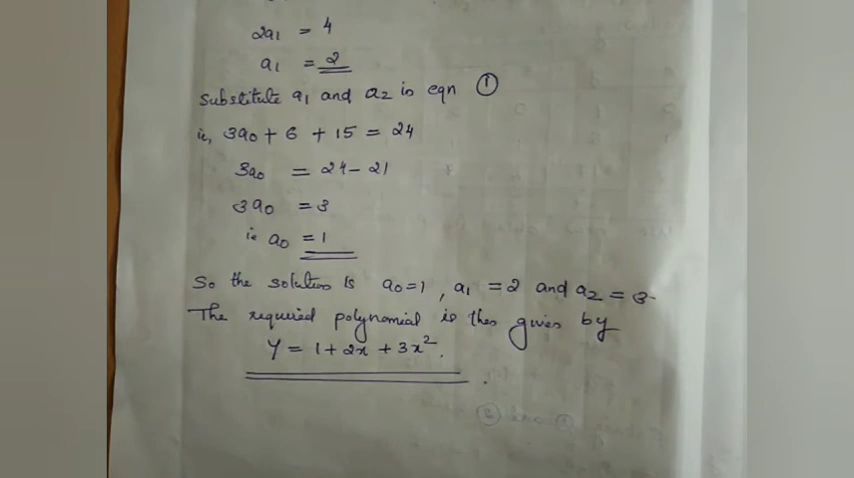 2a1 = 4
a1 = 2
Substitute a1 and a2 is eqn ①
ie, 3a0 + 6 + 15 = 24
3a0 = 24 - 21
3a0 = 3
ie a0 = 1
So the solution is a0 = 1, a1 = 2 and a2 = 3
The required polynomial is then given by
Y = 1 + 2x + 3x².